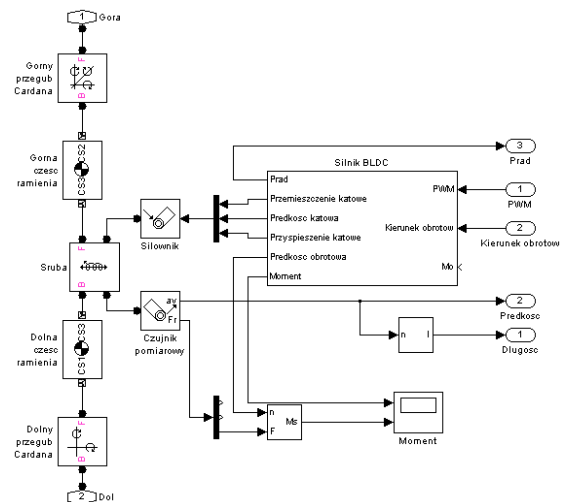 1
Gora
Gorny
przegub
Cardana
F
B
Gorna
czesc
ramienia
CS2
CS3
Sruba
F
B
Dolna
czesc
ramienia
CS3
CS1
Dolny
przegub
Cardana
F
B
2
Dol
Silownik
av
Fr
Czujnik
pomiarowy
Silnik BLDC
Prad
Przemieszczenie katowe
Predkosc katowa
Przyspieszenie katowe
Predkosc obrotowa
Moment
PWM
Kierunek obrotow
Mo
3
Prad
1
PWM
2
Kierunek obrotow
2
Predkosc
n
l
1
Dlugosc
n
F
Ms
Moment